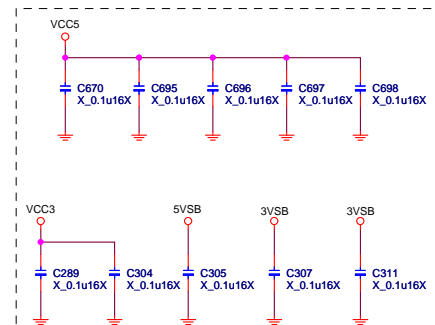 VCC5
C670 C695 C696 C697 C698
X_0.1u16X X_0.1u16X X_0.1u16X X_0.1u16X X_0.1u16X
VCC3 5VSB 3VSB 3VSB
C289 C304 C305 C307 C311
X_0.1u16X X_0.1u16X X_0.1u16X X_0.1u16X X_0.1u16X